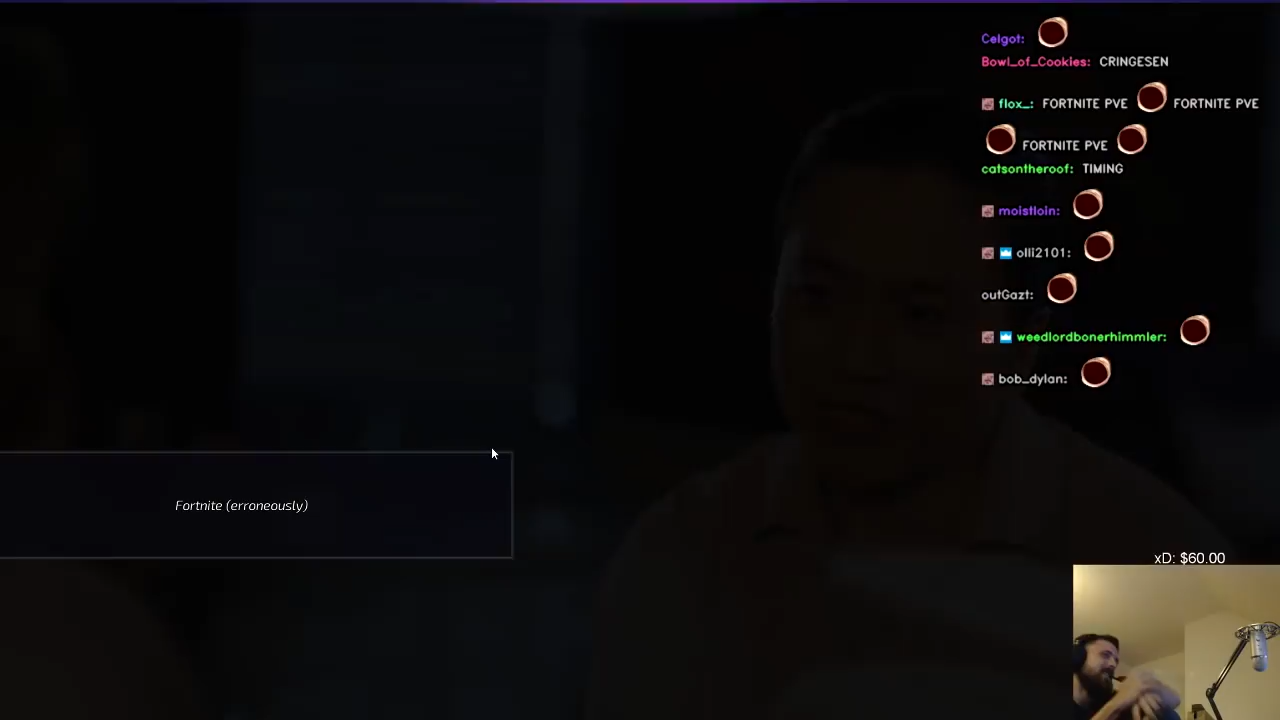 Celgot:
Bowl_of_Cookies: CRINGESEN
flox_: FORTNITE PVE FORTNITE PVE
FORTNITE PVE
catsontheroof: TIMING
moistloin:
olli2101:
outGazt:
weedlordbonerhimmler:
bob_dylan:
Fortnite (erroneously)
xD: $60.00